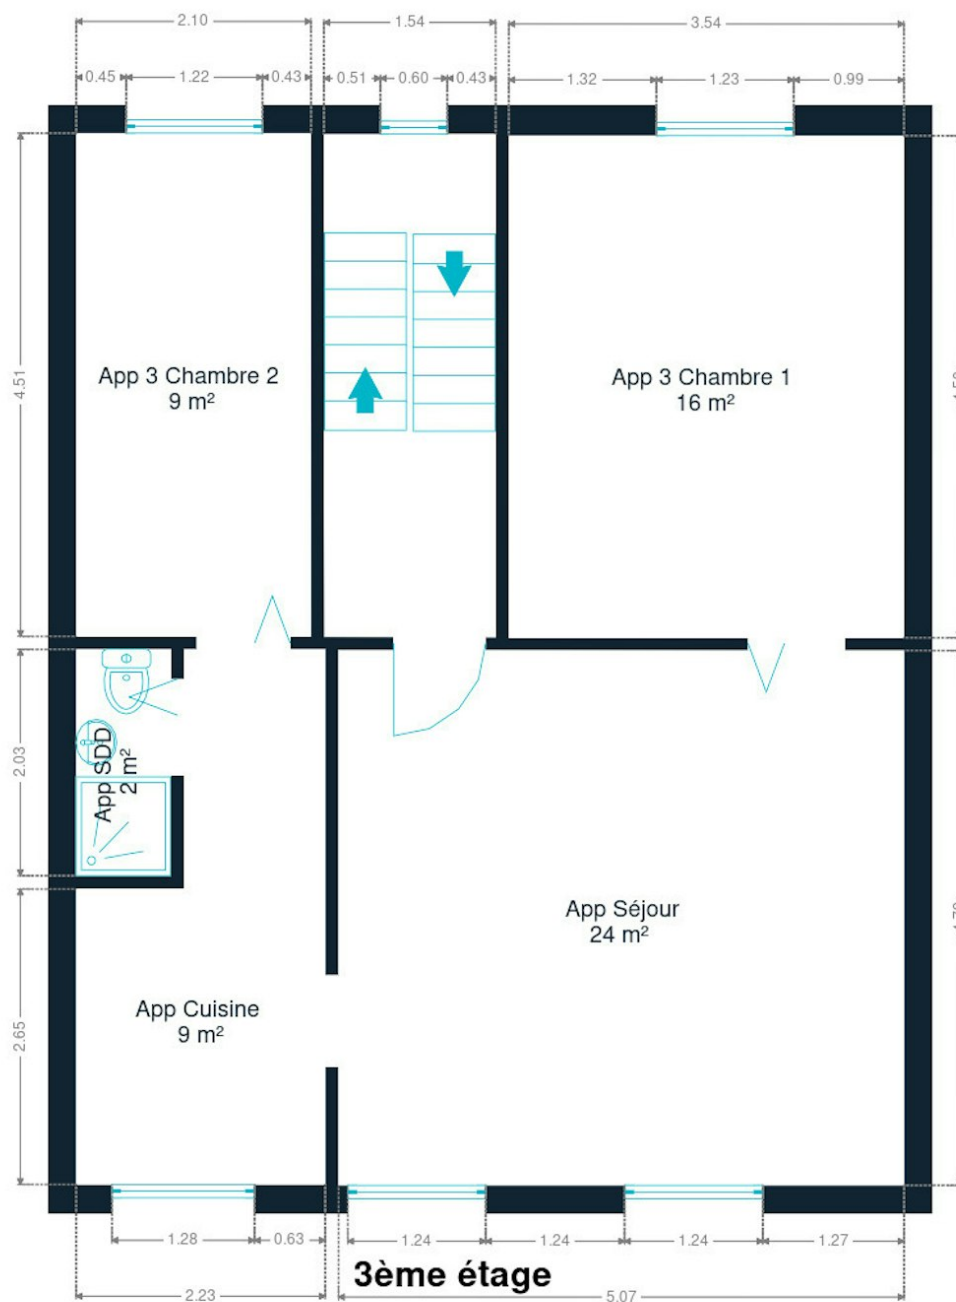 2.10 1.54 3.54
0.45 1.22 0.43 0.51 0.60 0.43 1.32 1.23 0.99
4.51
App 3 Chambre 2
9 m²
App 3 Chambre 1
16 m²
2.03
App SDD
2 m²
App Séjour
24 m²
App Cuisine
9 m²
2.65
1.28 0.63 1.24 1.24 1.24 1.27
3ème étage
2.23 5.07